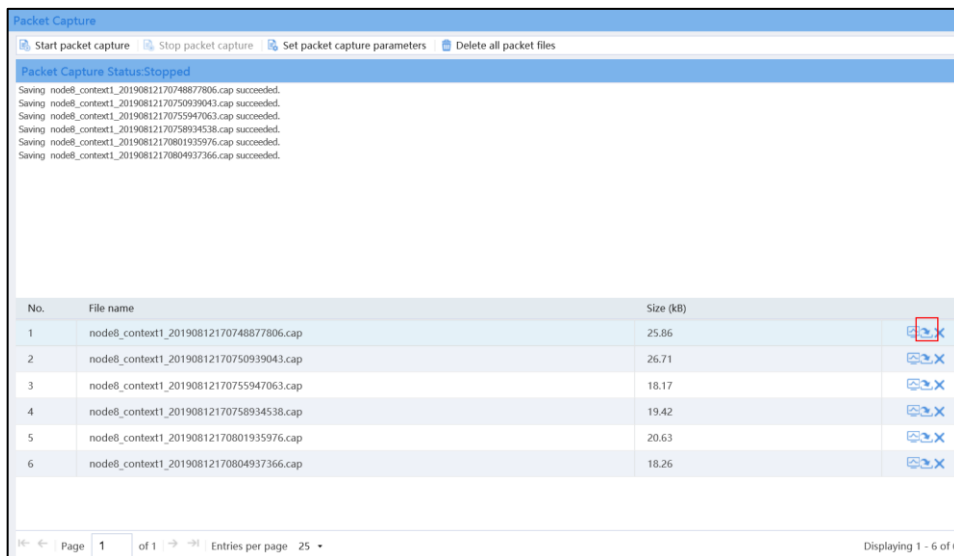 Packet Capture
Start packet capture Stop packet capture Set packet capture parameters Delete all packet files
Packet Capture Status:Stopped
Saving node8_context1_20190812170748877806.cap succeeded.
Saving node8_context1_20190812170750939043.cap succeeded.
Saving node8_context1_20190812170755947063.cap succeeded.
Saving node8_context1_20190812170758934538.cap succeeded.
Saving node8_context1_20190812170801935976.cap succeeded.
Saving node8_context1_20190812170804937366.cap succeeded.
No. File name Size (kB)
1 node8_context1_20190812170748877806.cap 25.86
2 node8_context1_20190812170750939043.cap 26.71
3 node8_context1_20190812170755947063.cap 18.17
4 node8_context1_20190812170758934538.cap 19.42
5 node8_context1_20190812170801935976.cap 20.63
6 node8_context1_20190812170804937366.cap 18.26
Page 1 of 1 Entries per page 25 Displaying 1 - 6 of